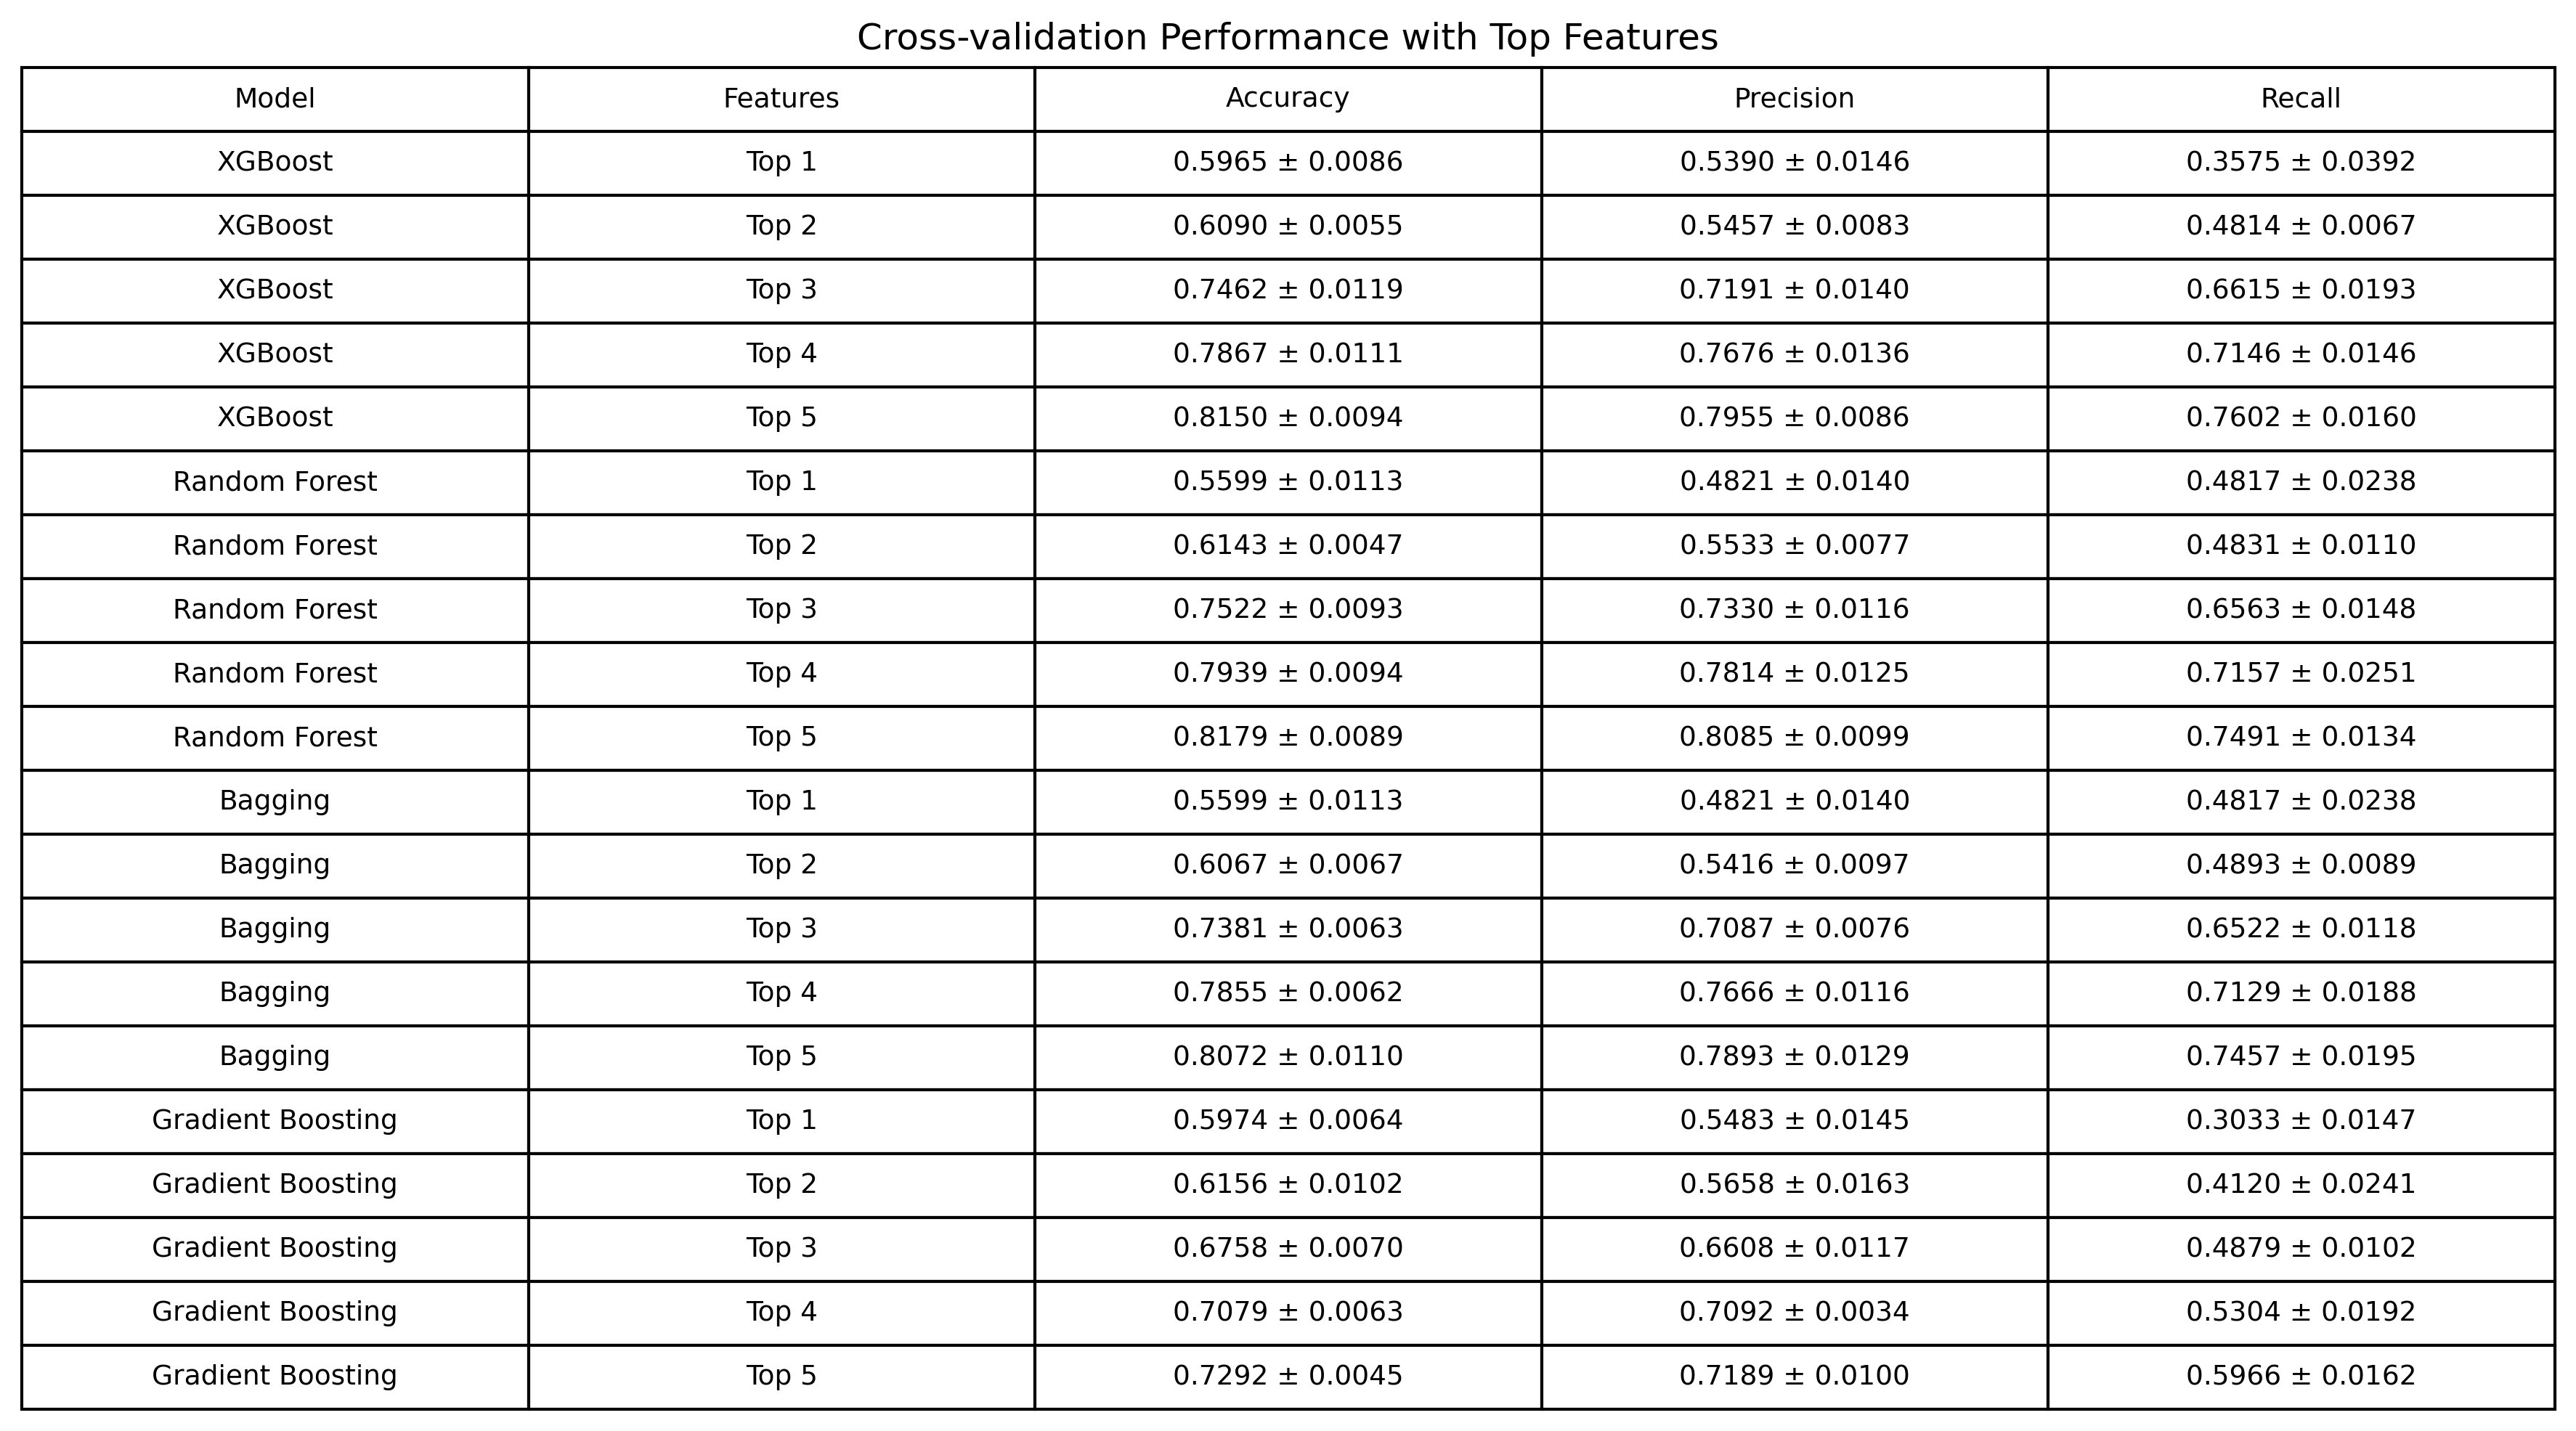 Cross-validation Performance with Top Features
Model Features Accuracy Precision Recall
XGBoost Top 1 0.5965 ± 0.0086 0.5390 ± 0.0146 0.3575 ± 0.0392
XGBoost Top 2 0.6090 ± 0.0055 0.5457 ± 0.0083 0.4814 ± 0.0067
XGBoost Top 3 0.7462 ± 0.0119 0.7191 ± 0.0140 0.6615 ± 0.0193
XGBoost Top 4 0.7867 ± 0.0111 0.7676 ± 0.0136 0.7146 ± 0.0146
XGBoost Top 5 0.8150 ± 0.0094 0.7955 ± 0.0086 0.7602 ± 0.0160
Random Forest Top 1 0.5599 ± 0.0113 0.4821 ± 0.0140 0.4817 ± 0.0238
Random Forest Top 2 0.6143 ± 0.0047 0.5533 ± 0.0077 0.4831 ± 0.0110
Random Forest Top 3 0.7522 ± 0.0093 0.7330 ± 0.0116 0.6563 ± 0.0148
Random Forest Top 4 0.7939 ± 0.0094 0.7814 ± 0.0125 0.7157 ± 0.0251
Random Forest Top 5 0.8179 ± 0.0089 0.8085 ± 0.0099 0.7491 ± 0.0134
Bagging Top 1 0.5599 ± 0.0113 0.4821 ± 0.0140 0.4817 ± 0.0238
Bagging Top 2 0.6067 ± 0.0067 0.5416 ± 0.0097 0.4893 ± 0.0089
Bagging Top 3 0.7381 ± 0.0063 0.7087 ± 0.0076 0.6522 ± 0.0118
Bagging Top 4 0.7855 ± 0.0062 0.7666 ± 0.0116 0.7129 ± 0.0188
Bagging Top 5 0.8072 ± 0.0110 0.7893 ± 0.0129 0.7457 ± 0.0195
Gradient Boosting Top 1 0.5974 ± 0.0064 0.5483 ± 0.0145 0.3033 ± 0.0147
Gradient Boosting Top 2 0.6156 ± 0.0102 0.5658 ± 0.0163 0.4120 ± 0.0241
Gradient Boosting Top 3 0.6758 ± 0.0070 0.6608 ± 0.0117 0.4879 ± 0.0102
Gradient Boosting Top 4 0.7079 ± 0.0063 0.7092 ± 0.0034 0.5304 ± 0.0192
Gradient Boosting Top 5 0.7292 ± 0.0045 0.7189 ± 0.0100 0.5966 ± 0.0162